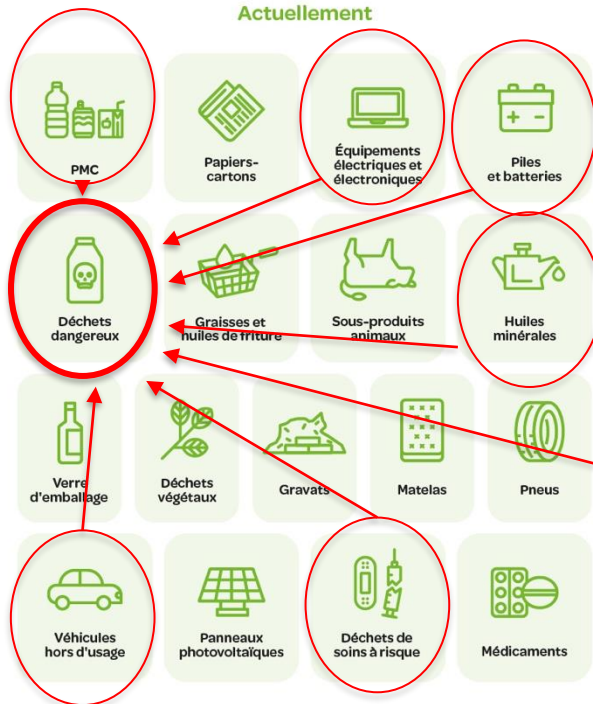 Actuellement
PMC
Papiers-
cartons
Équipements
électriques et
électroniques
Piles
et batteries
+ -
Déchets
dangereux
Graisses et
huiles de friture
Sous-produits
animaux
Huiles
minérales
Verre
d'emballage
Déchets
végétaux
Gravats
Matelas
Pneus
Véhicules
hors d'usage
Panneaux
photovoltaïques
Déchets de
soins à risque
Médicaments